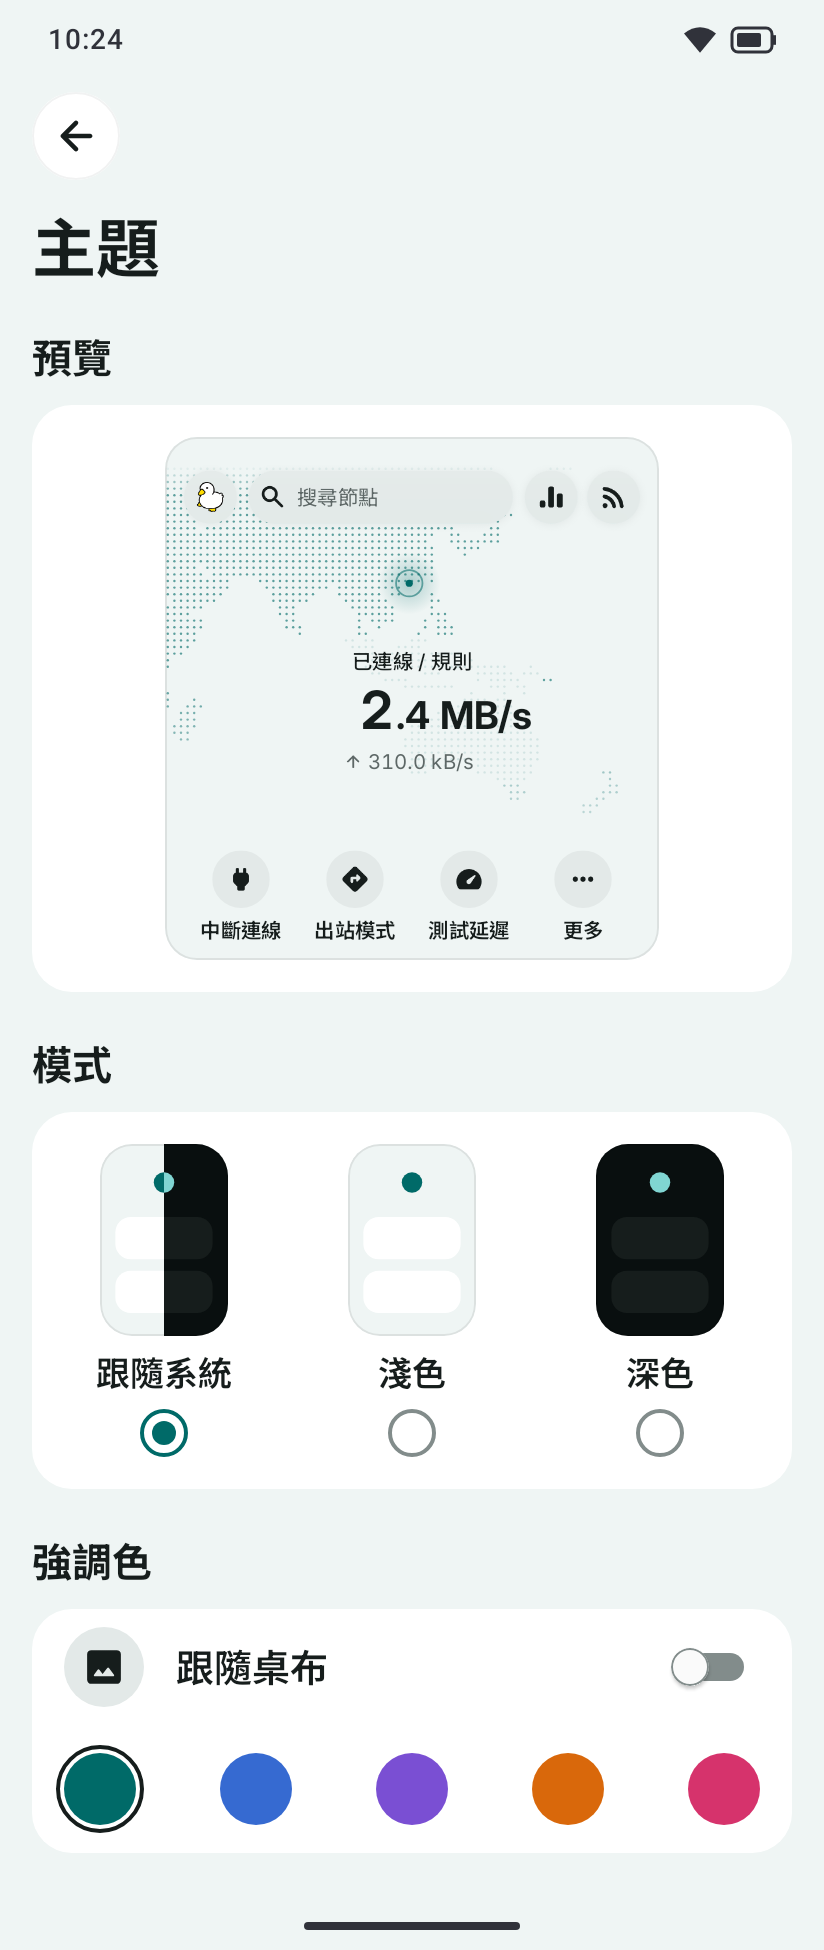 10:24
主題
預覽
搜尋節點
已連線 / 規則
2.4 MB/s
↑ 310.0 kB/s
中斷連線 出站模式 測試延遲 更多
模式
跟隨系統 淺色 深色
強調色
跟隨桌布